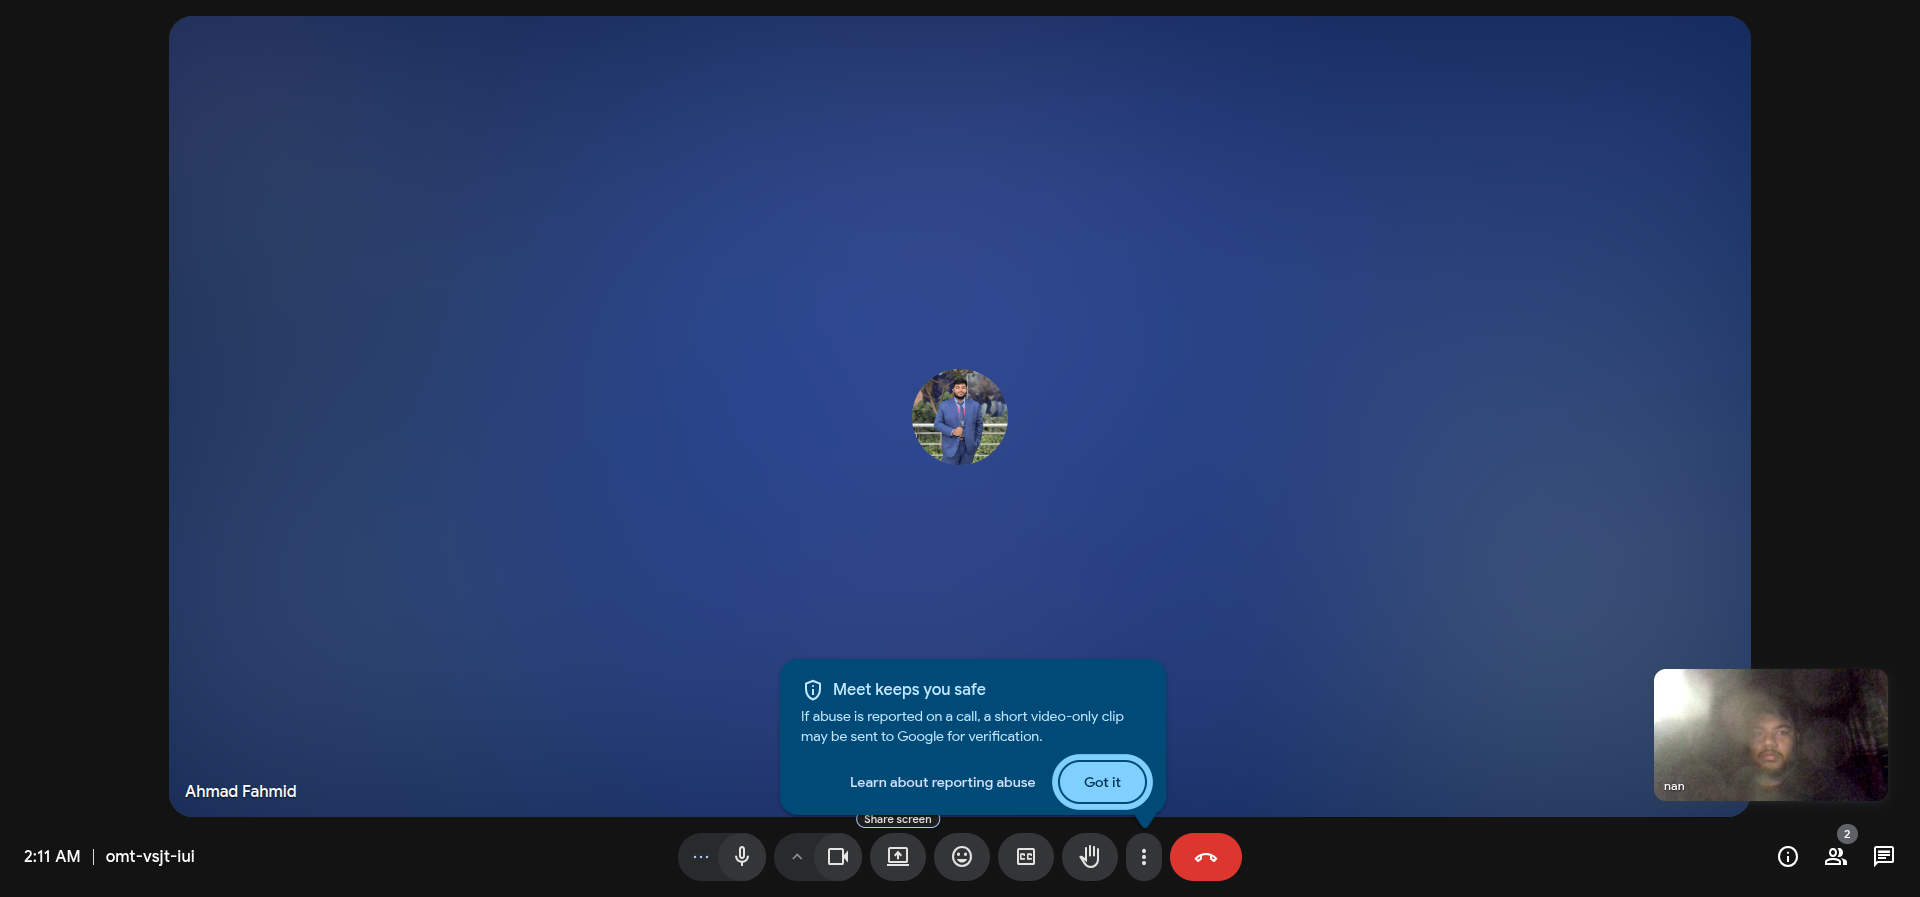 Meet keeps you safe
If abuse is reported on a call, a short video-only clip
may be sent to Google for verification.
Learn about reporting abuse
Got it
Ahmad Fahmid
nan
Share screen
2
2:11 AM
omt-vsjt-iui
CC